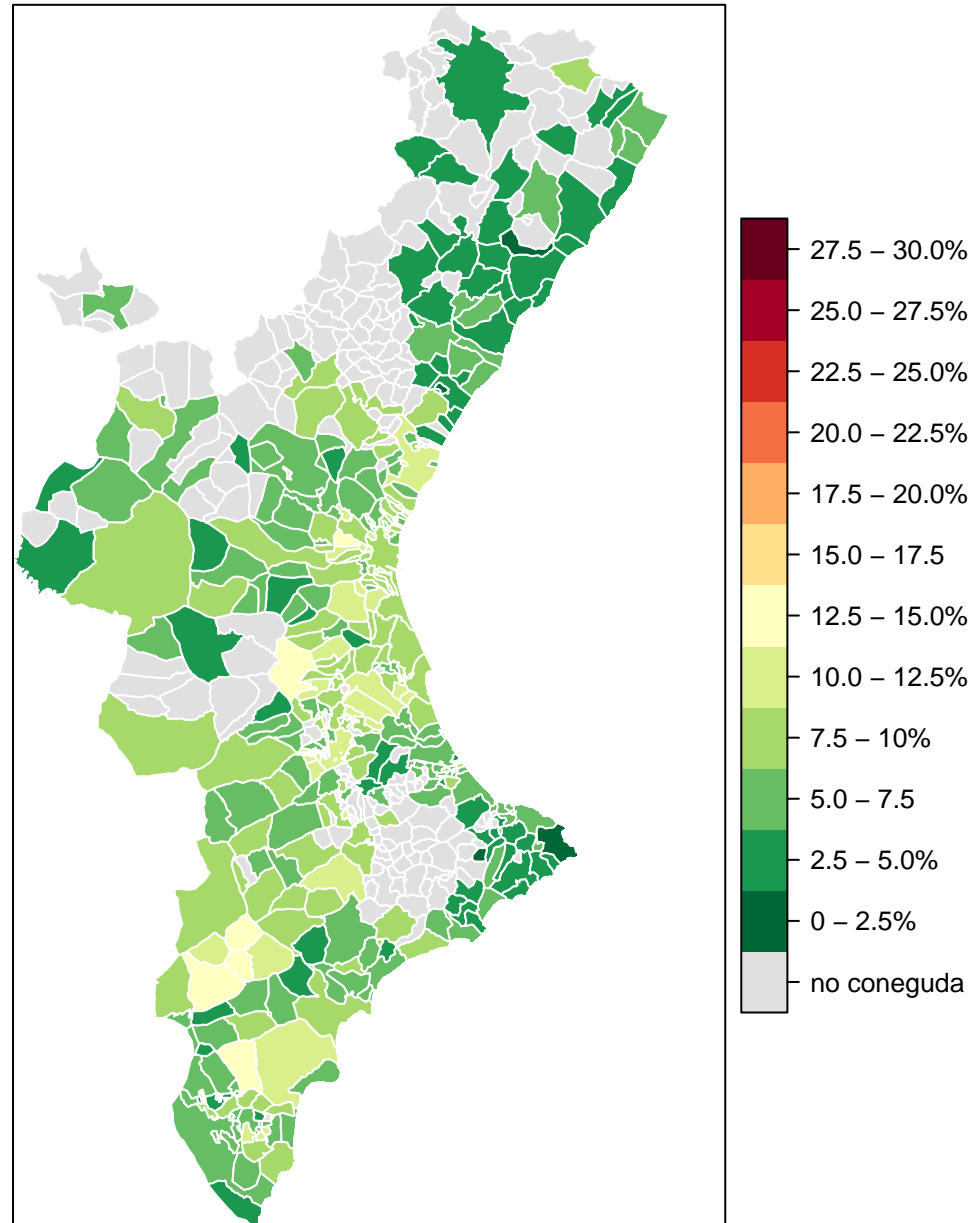 27.5 – 30.0%
25.0 – 27.5%
22.5 – 25.0%
20.0 – 22.5%
17.5 – 20.0%
15.0 – 17.5
12.5 – 15.0%
10.0 – 12.5%
7.5 – 10%
5.0 – 7.5
2.5 – 5.0%
0 – 2.5%
no coneguda